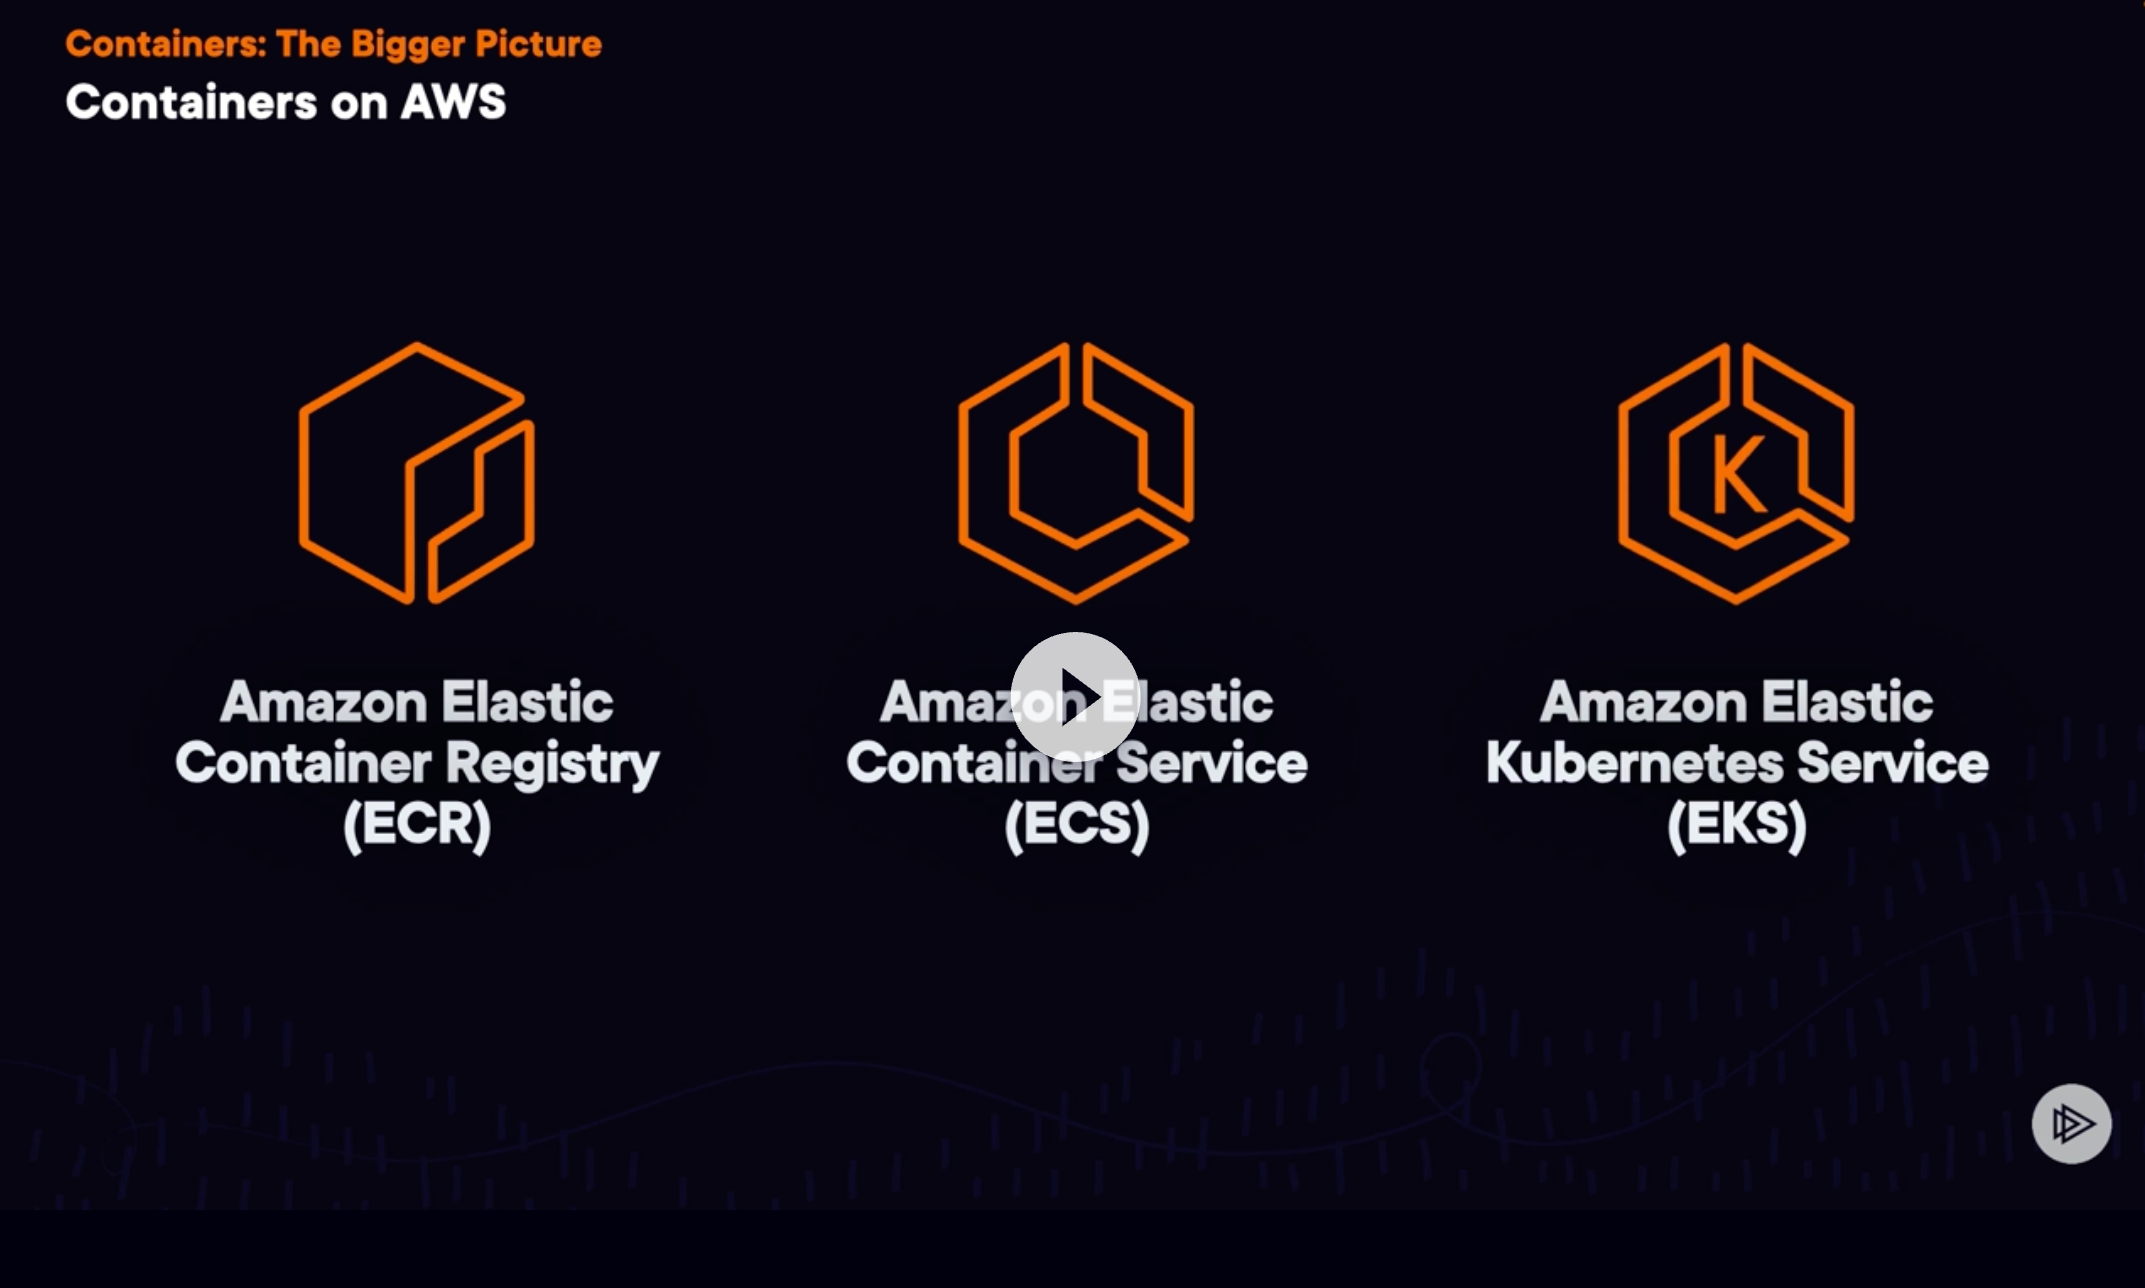 Containers: The Bigger Picture
Containers on AWS
K
Amazon Elastic
Container Registry
(ECR)
Amazon Elastic
Container Service
(ECS)
Amazon Elastic
Kubernetes Service
(EKS)